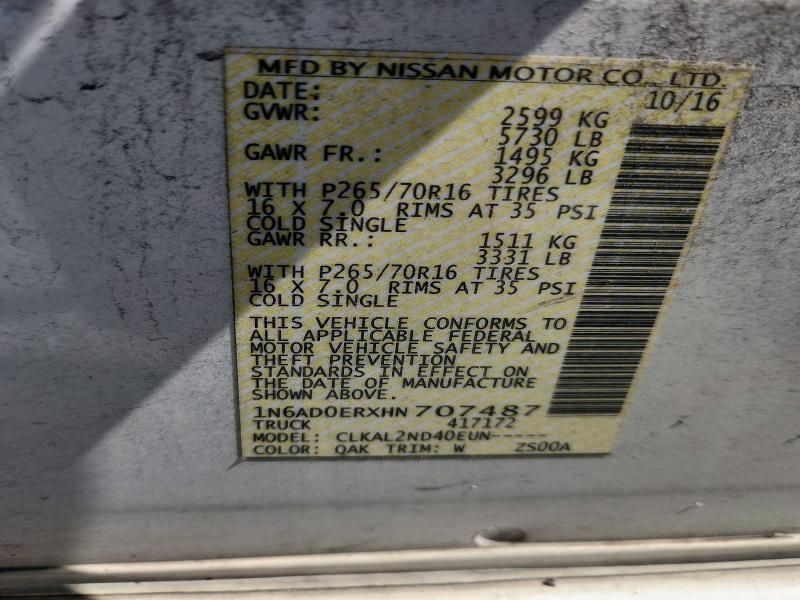 MFD BY NISSAN MOTOR CO., LTD.
DATE: 10/16
GVWR: 2599 KG
5730 LB
GAWR FR.: 1495 KG
3296 LB
WITH P265/70R16 TIRES
16 X 7.0 RIMS AT 35 PSI
COLD SINGLE
GAWR RR.: 1511 KG
3331 LB
WITH P265/70R16 TIRES
16 X 7.0 RIMS AT 35 PSI
COLD SINGLE
THIS VEHICLE CONFORMS TO
ALL APPLICABLE FEDERAL
MOTOR VEHICLE SAFETY AND
THEFT PREVENTION
STANDARDS IN EFFECT ON
THE DATE OF MANUFACTURE
SHOWN ABOVE.
1N6AD0ERXHN707487
TRUCK 417172
MODEL: CLKAL2ND40EUN-----
COLOR: QAK TRIM: W ZS00A